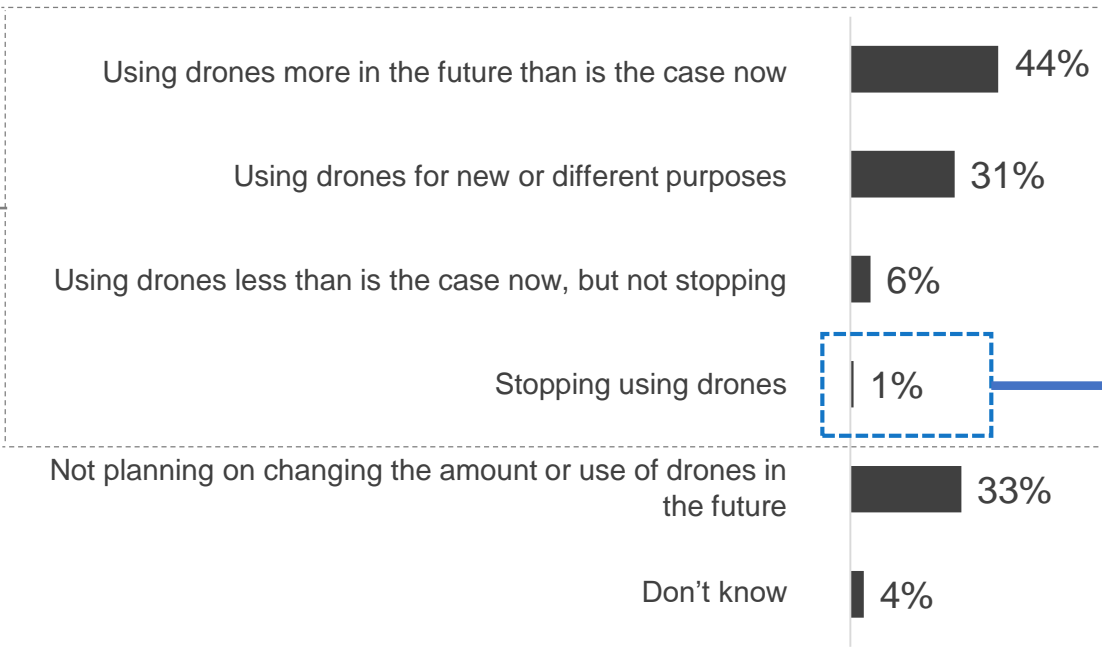 Using drones more in the future than is the case now 44%
Using drones for new or different purposes 31%
Using drones less than is the case now, but not stopping 6%
Stopping using drones 1%
Not planning on changing the amount or use of drones in
the future 33%
Don’t know 4%